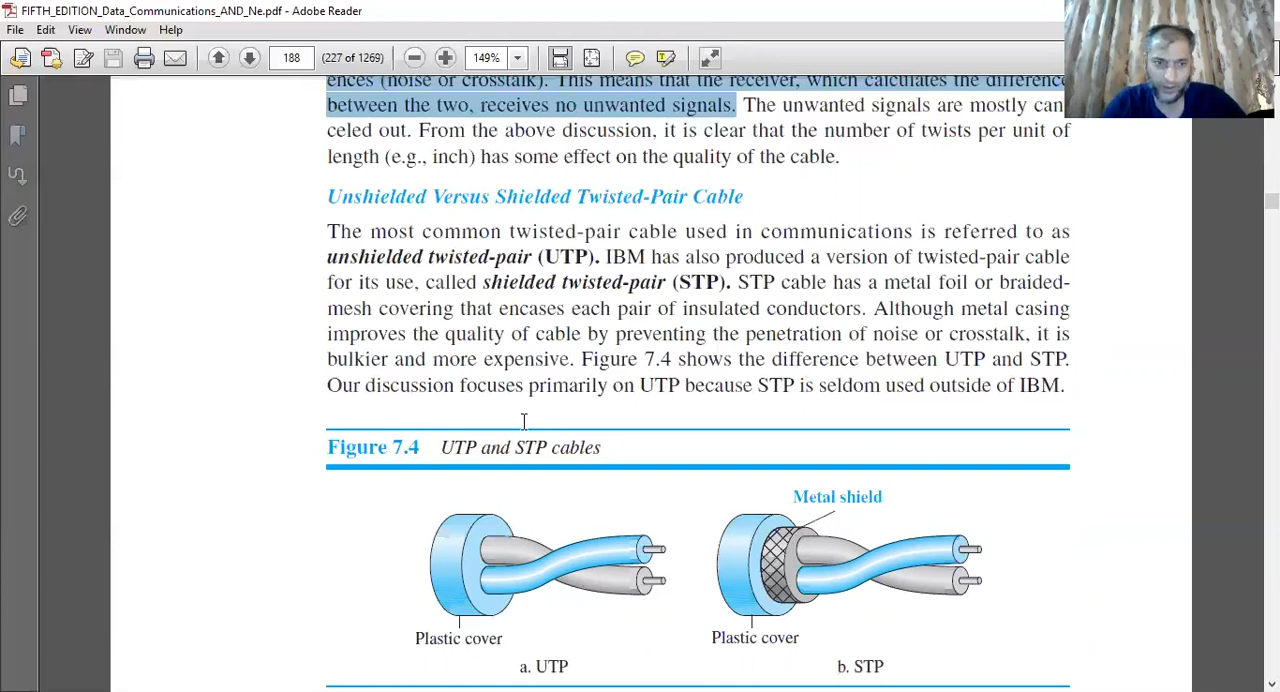 FIFTH_EDITION_Data_Communications_AND_Ne.pdf - Adobe Reader
File Edit View Window Help
188 (227 of 1269) 149%
ences (noise or crosstalk). This means that the receiver, which calculates the difference
between the two, receives no unwanted signals. The unwanted signals are mostly can
celed out. From the above discussion, it is clear that the number of twists per unit of
length (e.g., inch) has some effect on the quality of the cable.
Unshielded Versus Shielded Twisted-Pair Cable
The most common twisted-pair cable used in communications is referred to as
unshielded twisted-pair (UTP). IBM has also produced a version of twisted-pair cable
for its use, called shielded twisted-pair (STP). STP cable has a metal foil or braided-
mesh covering that encases each pair of insulated conductors. Although metal casing
improves the quality of cable by preventing the penetration of noise or crosstalk, it is
bulkier and more expensive. Figure 7.4 shows the difference between UTP and STP.
Our discussion focuses primarily on UTP because STP is seldom used outside of IBM.
Figure 7.4 UTP and STP cables
Metal shield
Plastic cover Plastic cover
a. UTP b. STP